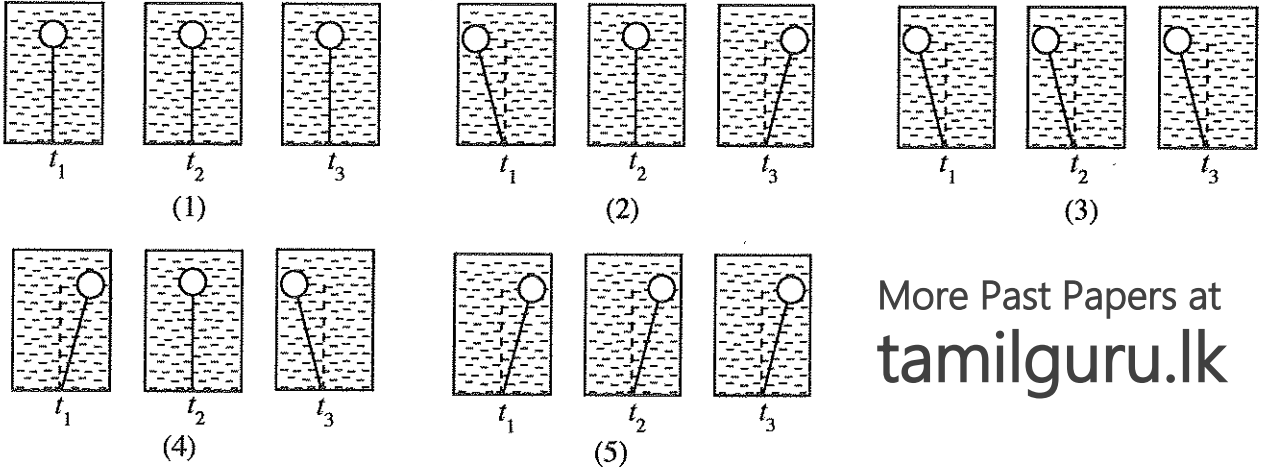 t1 t2 t3 t1 t2 t3 t1 t2 t3
(1) (2) (3)
More Past Papers at
tamilguru.lk
t1 t2 t3 t1 t2 t3
(4) (5)